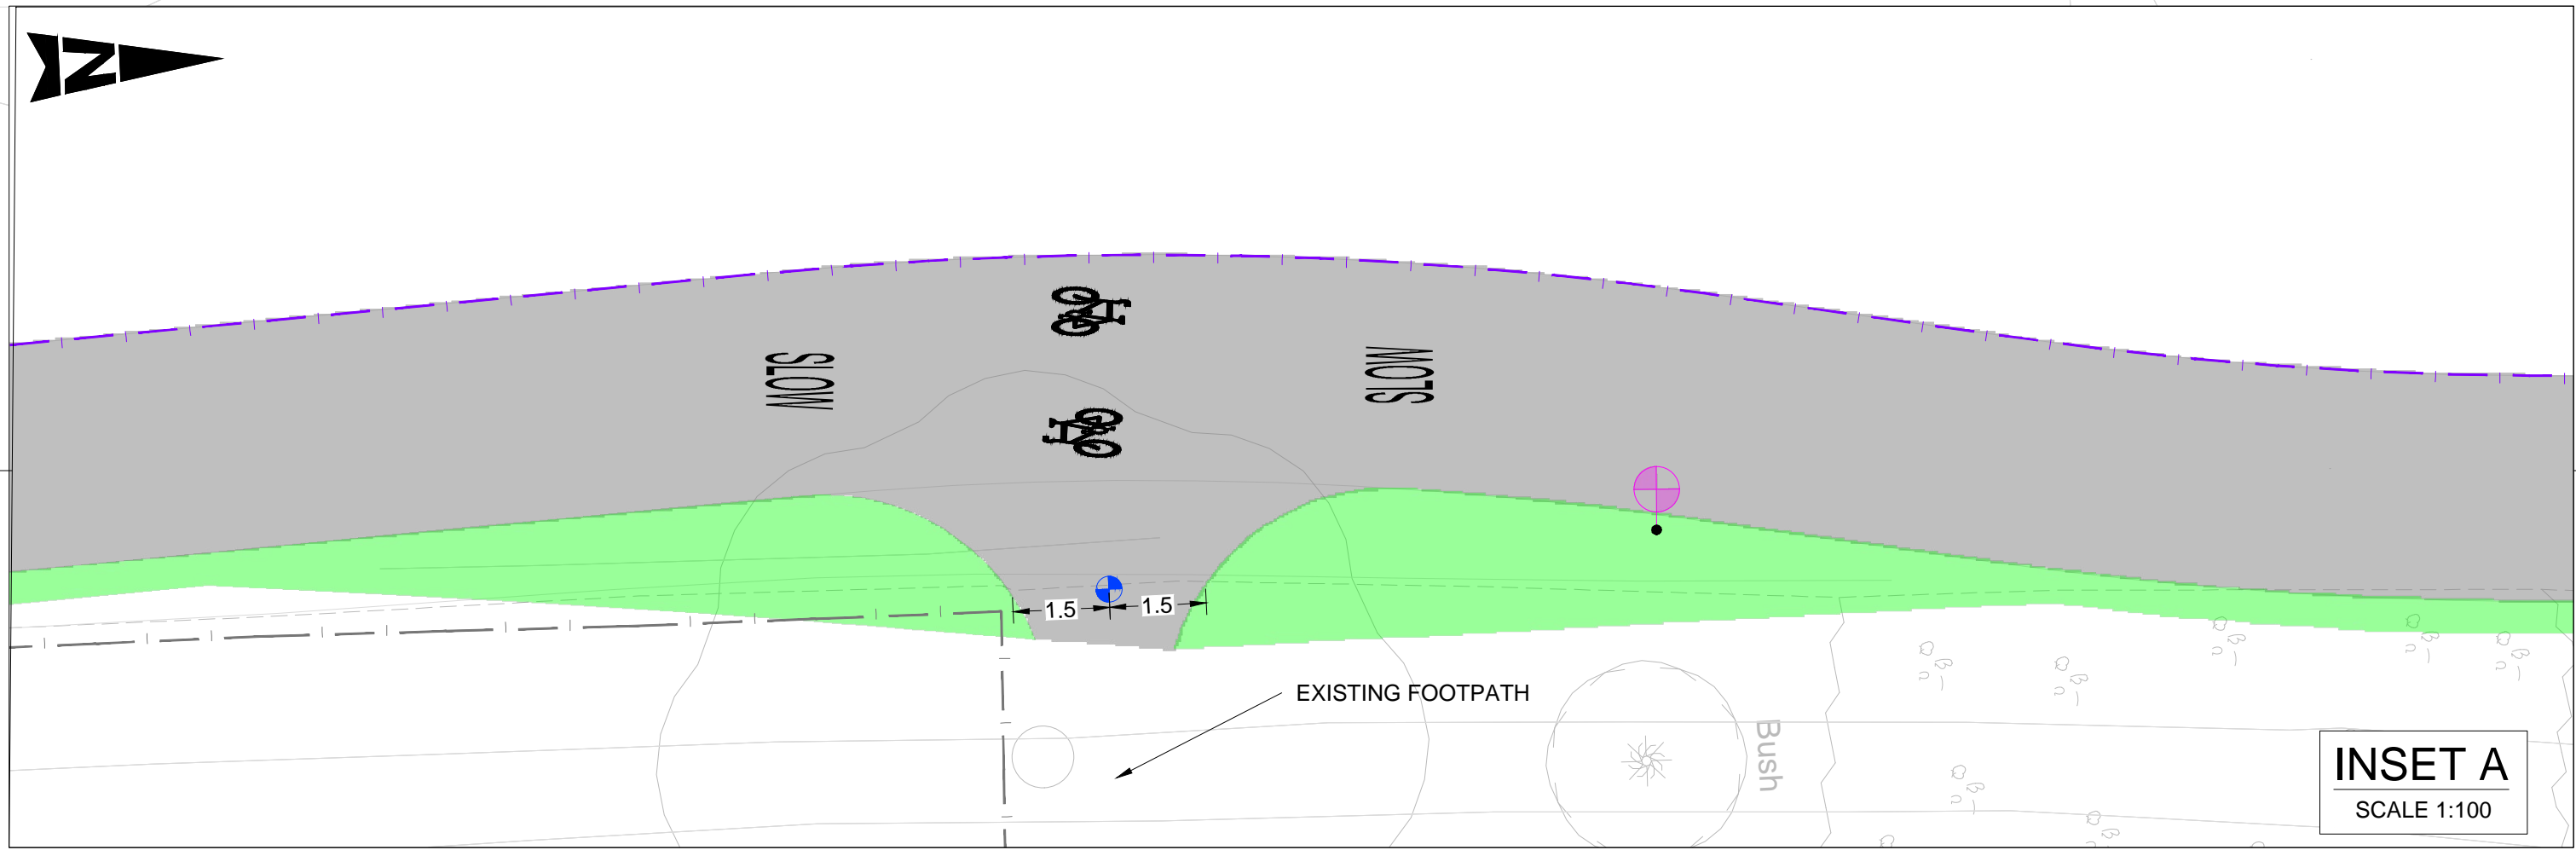 N
SLOW
SLOW
1.5
1.5
EXISTING FOOTPATH
Bush
INSET A
SCALE 1:100